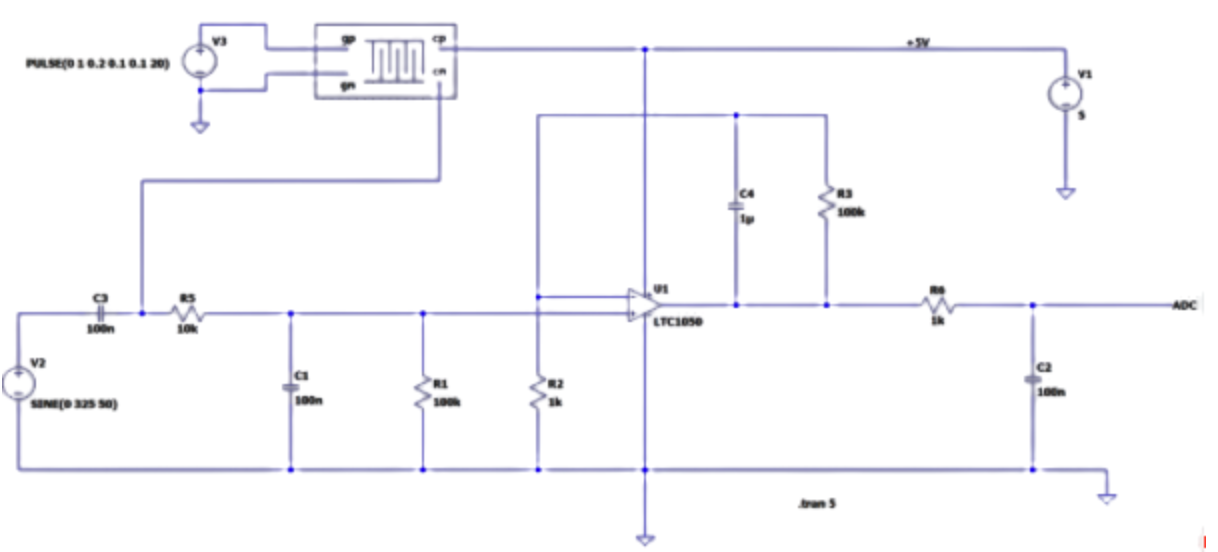 V3
PULSE(0 1 0.2 0.1 0.1 20)
gp
cp
gn
cn
+5V
V1
5
C4
1µ
R3
100k
C3
100n
R5
10k
U1
LTC1050
R6
1k
ADC
V2
SINE(0 325 50)
C1
100n
R1
100k
R2
1k
C2
100n
.tran 5